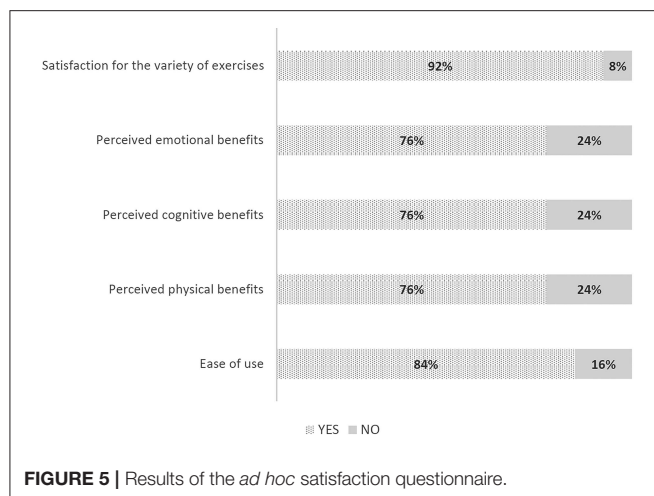 Satisfaction for the variety of exercises 92% 8%
Perceived emotional benefits 76% 24%
Perceived cognitive benefits 76% 24%
Perceived physical benefits 76% 24%
Ease of use 84% 16%
YES NO
FIGURE 5 | Results of the ad hoc satisfaction questionnaire.